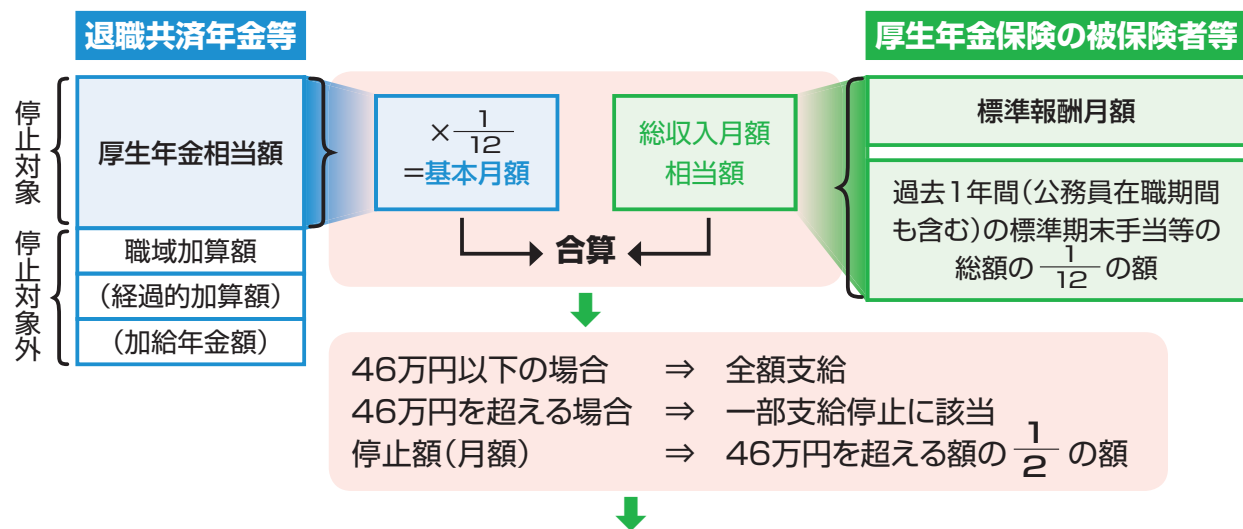 退職共済年金等
停止対象
厚生年金相当額
停止対象外
職域加算額
(経過的加算額)
(加給年金額)
×1/12
=基本月額
総収入月額
相当額
合算
厚生年金保険の被保険者等
標準報酬月額
過去1年間(公務員在職期間
も含む)の標準期末手当等の
総額の1/12の額
46万円以下の場合 ⇒ 全額支給
46万円を超える場合 ⇒ 一部支給停止に該当
停止額(月額) ⇒ 46万円を超える額の1/2の額